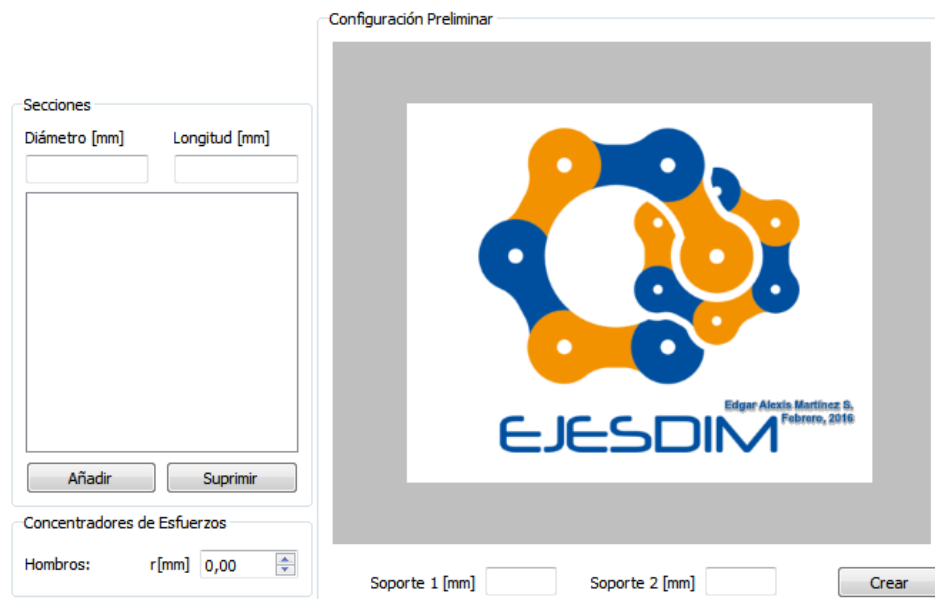 Configuración Preliminar
Secciones
Diámetro [mm] Longitud [mm]
Añadir Suprimir
Concentradores de Esfuerzos
Hombros: r[mm] 0,00
Edgar Alexis Martínez S.
Febrero, 2016
EJESDIM
Soporte 1 [mm] Soporte 2 [mm] Crear